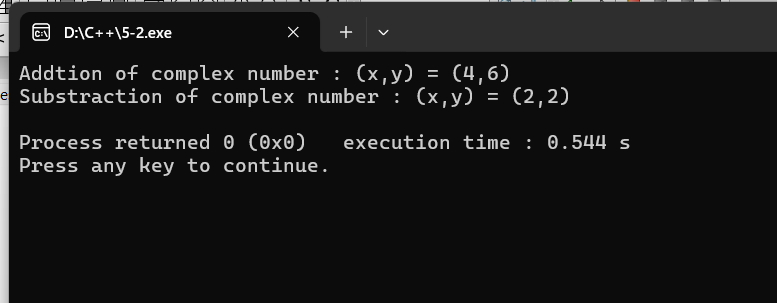 D:\C++\5-2.exe
Addtion of complex number : (x,y) = (4,6)
Substraction of complex number : (x,y) = (2,2)
Process returned 0 (0x0)   execution time : 0.544 s
Press any key to continue.